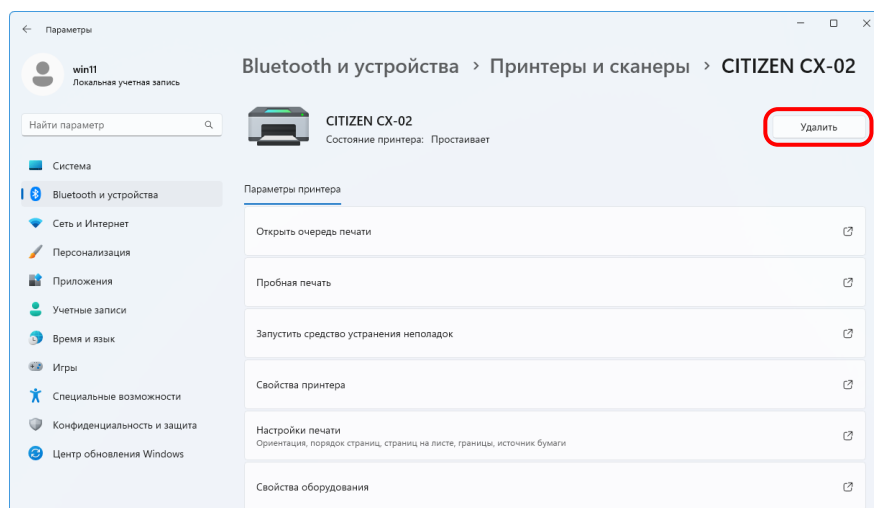 Параметры
win11
Локальная учетная запись
Найти параметр
Система
Bluetooth и устройства
Сеть и Интернет
Персонализация
Приложения
Учетные записи
Время и язык
Игры
Специальные возможности
Конфиденциальность и защита
Центр обновления Windows
Bluetooth и устройства > Принтеры и сканеры > CITIZEN CX-02
CITIZEN CX-02
Состояние принтера: Простаивает
Удалить
Параметры принтера
Открыть очередь печати
Пробная печать
Запустить средство устранения неполадок
Свойства принтера
Настройки печати
Ориентация, порядок страниц, страниц на листе, границы, источник бумаги
Свойства оборудования